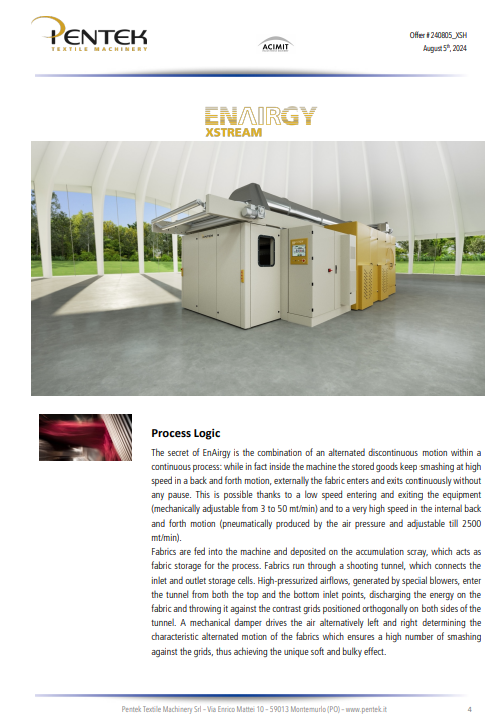 PENTEK
TEXTILE MACHINERY
ACIMIT
Offer # 240805_XSH
August 5th, 2024
ENAIRGY
XSTREAM
Process Logic
The secret of EnAirgy is the combination of an alternated discontinuous motion within a
continuous process: while in fact inside the machine the stored goods keep smashing at high
speed in a back and forth motion, externally the fabric enters and exits continuously without
any pause. This is possible thanks to a low speed entering and exiting the equipment
(mechanically adjustable from 3 to 50 mt/min) and to a very high speed in the internal back
and forth motion (pneumatically produced by the air pressure and adjustable till 2500
mt/min).
Fabrics are fed into the machine and deposited on the accumulation scray, which acts as
fabric storage for the process. Fabrics run through a shooting tunnel, which connects the
inlet and outlet storage cells. High-pressurized airflows, generated by special blowers, enter
the tunnel from both the top and the bottom inlet points, discharging the energy on the
fabric and throwing it against the contrast grids positioned orthogonally on both sides of the
tunnel. A mechanical damper drives the air alternatively left and right determining the
characteristic alternated motion of the fabrics which ensures a high number of smashing
against the grids, thus achieving the unique soft and bulky effect.
Pentek Textile Machinery Srl - Via Enrico Mattei 10 - 59013 Montemurlo (PO) - www.pentek.it
4